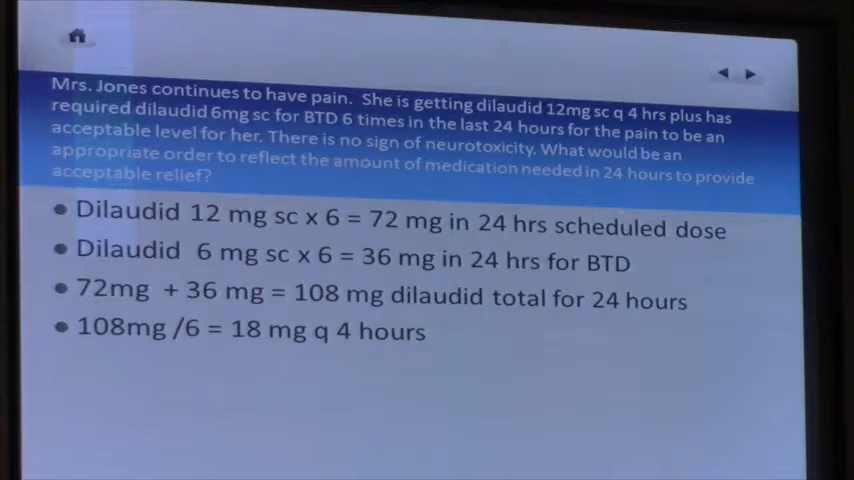 Mrs. Jones continues to have pain. She is getting dilaudid 12mg sc q 4 hrs plus has
required dilaudid 6mg sc for BTD 6 times in the last 24 hours for the pain to be an
acceptable level for her. There is no sign of neurotoxicity. What would be an
appropriate order to reflect the amount of medication needed in 24 hours to provide
acceptable relief?
Dilaudid 12 mg sc x 6 = 72 mg in 24 hrs scheduled dose
Dilaudid 6 mg sc x 6 = 36 mg in 24 hrs for BTD
72mg + 36 mg = 108 mg dilaudid total for 24 hours
108mg /6 = 18 mg q 4 hours